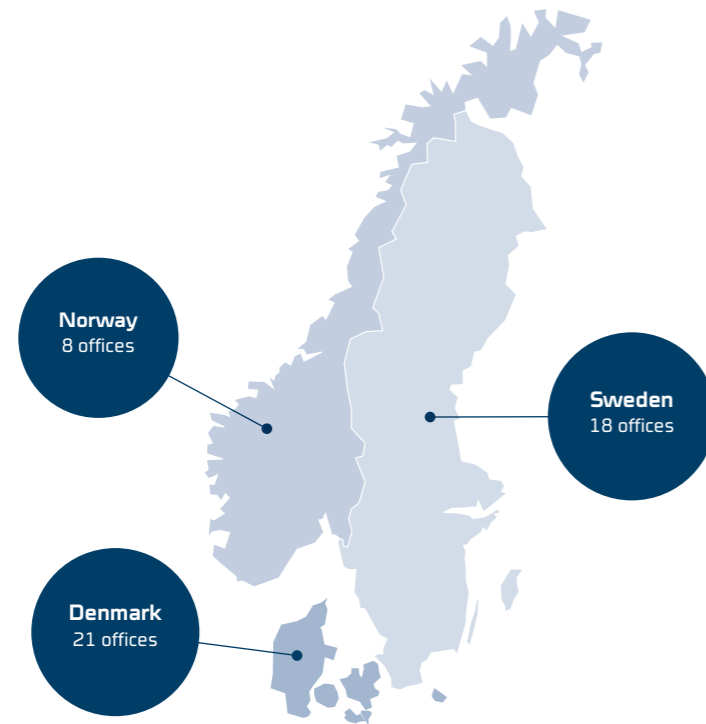 Norway
8 offices
Sweden
18 offices
Denmark
21 offices